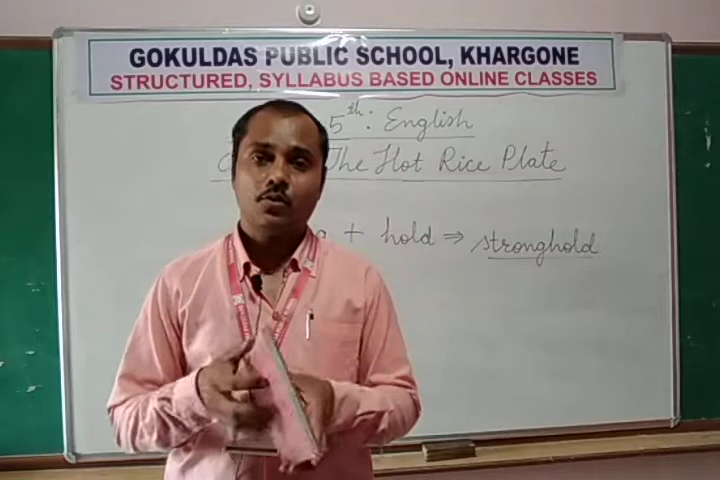 GOKULDAS PUBLIC SCHOOL, KHARGONE
STRUCTURED, SYLLABUS BASED ONLINE CLASSES
5th: English
The Hot Rice Plate
+ hold ⇒ stronghold